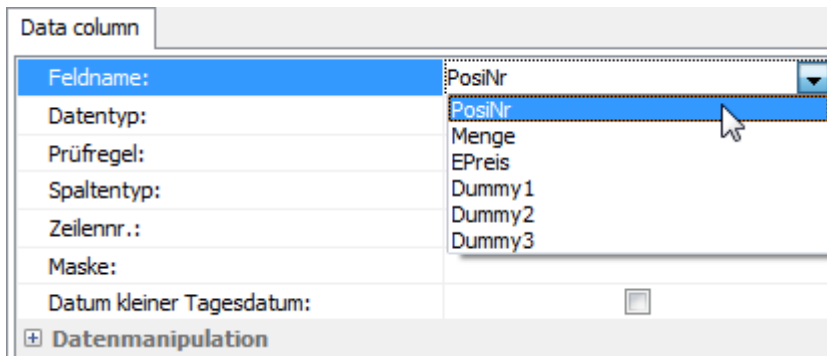 Data column
Feldname: PosiNr
PosiNr
Datentyp:
Menge
Prüfregel:
EPreis
Spaltentyp:
Dummy1
Dummy2
Zeilennr.:
Dummy3
Maske:
Datum kleiner Tagesdatum:
Datenmanipulation